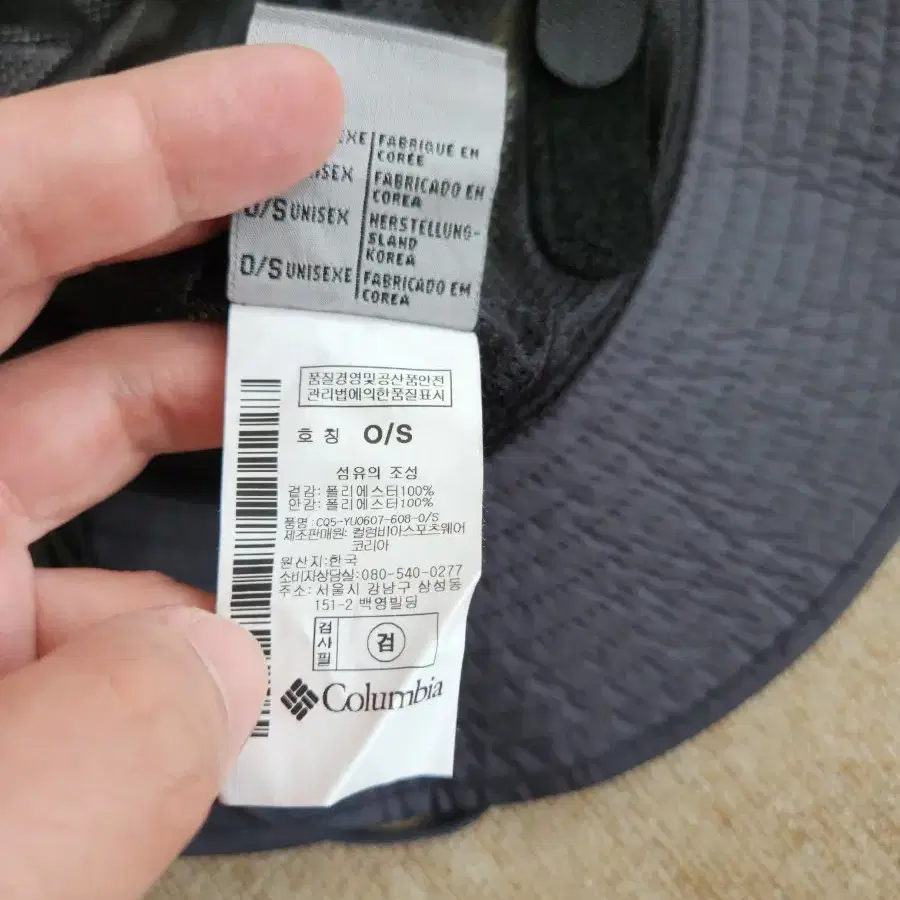 FABRIQUE EN
CORÉE
FABRICADO EN
COREA
O/S UNISEX
HERSTELLUNG-
SLAND
KOREA
O/S UNISEXE
FABRICADO EM
COREA
품질경영및공산품안전
관리법에의한품질표시
호 칭 O/S
섬유의 조성
겉감: 폴리에스터100%
안감: 폴리에스터100%
품명: CQ5-YU0607-608-O/S
제조판매원: 컬럼비아스포츠웨어
코리아
원산지:한국
소비자상담실:080-540-0277
주소: 서울시 강남구 삼성동
151-2 백영빌딩
검사필
검
Columbia